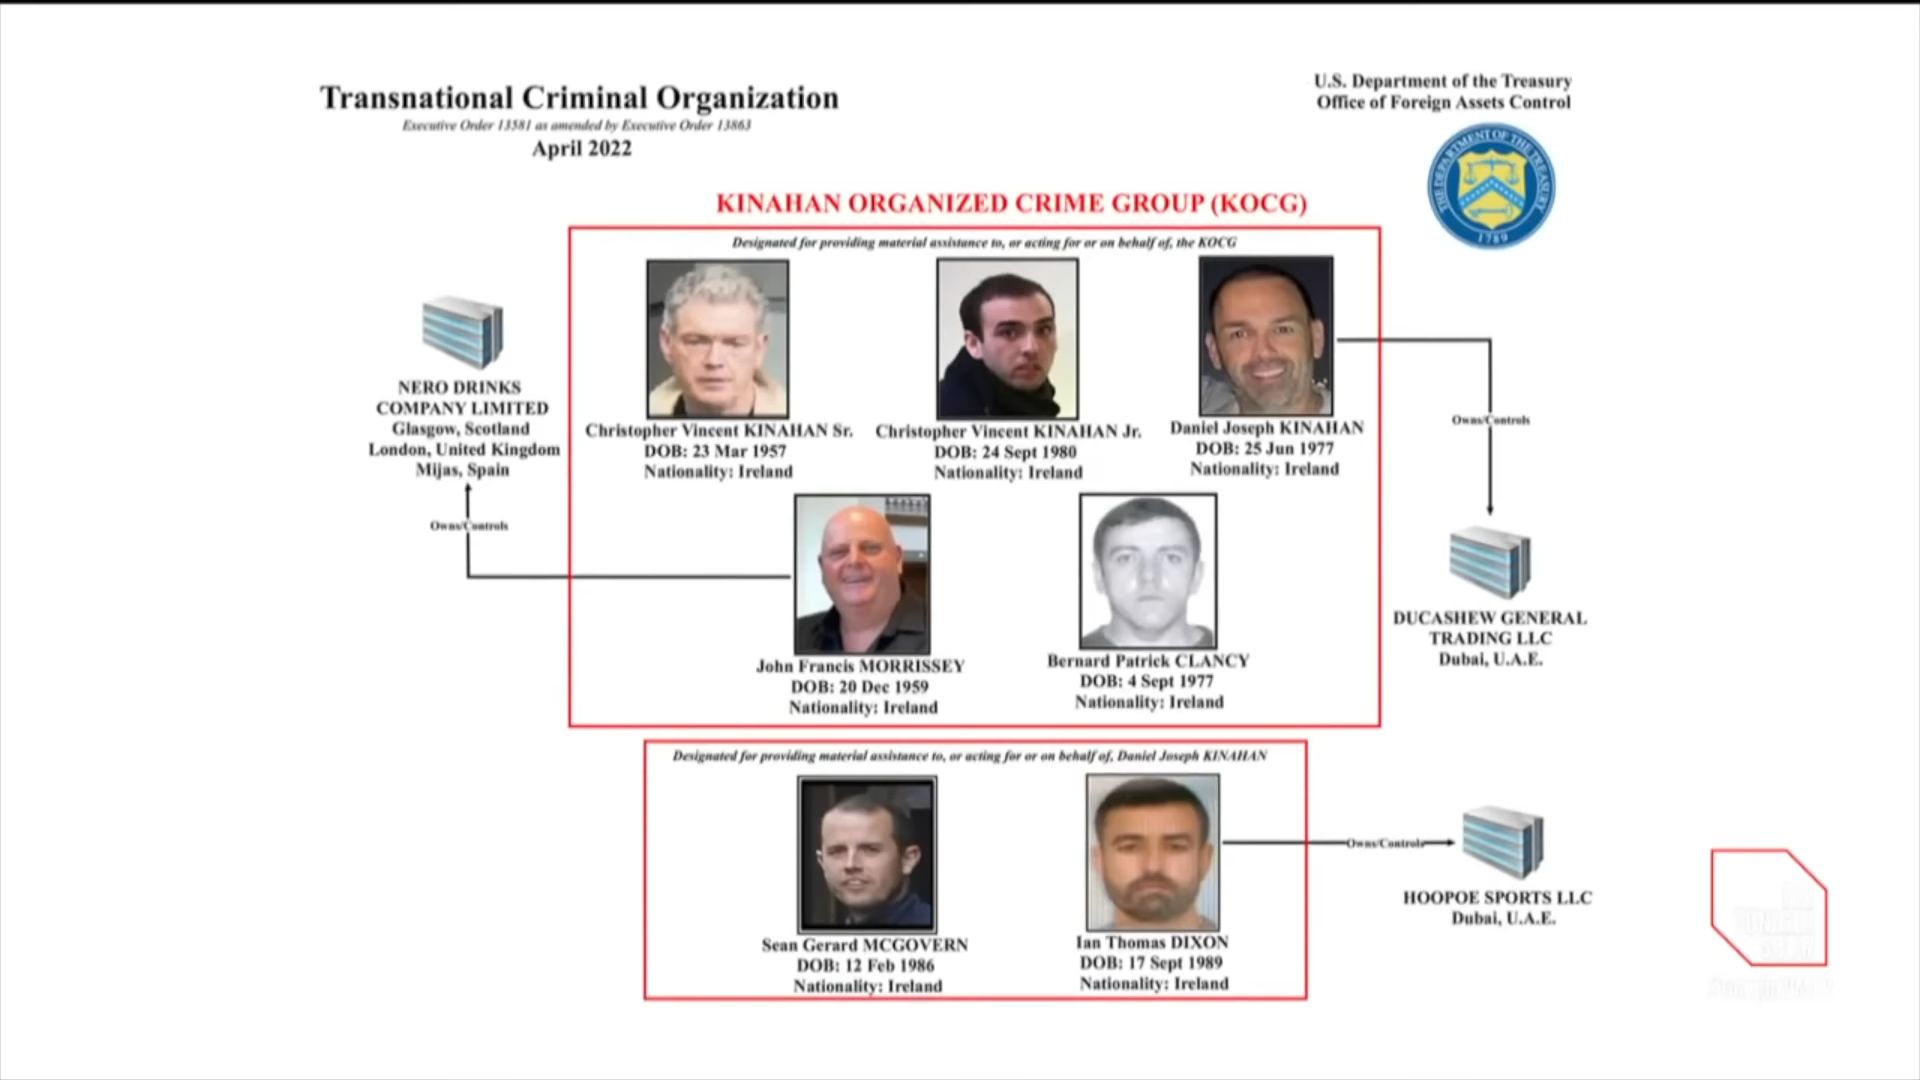 Transnational Criminal Organization
Executive Order 13581 as amended by Executive Order 13863
April 2022
U.S. Department of the Treasury
Office of Foreign Assets Control
THE DEPARTMENT OF THE TREASURY
1789
KINAHAN ORGANIZED CRIME GROUP (KOCG)
Designated for providing material assistance to, or acting for or on behalf of, the KOCG
Christopher Vincent KINAHAN Sr.
DOB: 23 Mar 1957
Nationality: Ireland
Christopher Vincent KINAHAN Jr.
DOB: 24 Sept 1980
Nationality: Ireland
Daniel Joseph KINAHAN
DOB: 25 Jun 1977
Nationality: Ireland
NERO DRINKS
COMPANY LIMITED
Glasgow, Scotland
London, United Kingdom
Mijas, Spain
Owns/Controls
Owns/Controls
John Francis MORRISSEY
DOB: 20 Dec 1959
Nationality: Ireland
Bernard Patrick CLANCY
DOB: 4 Sept 1977
Nationality: Ireland
DUCASHEW GENERAL
TRADING LLC
Dubai, U.A.E.
Designated for providing material assistance to, or acting for or on behalf of, Daniel Joseph KINAHAN
Sean Gerard MCGOVERN
DOB: 12 Feb 1986
Nationality: Ireland
Ian Thomas DIXON
DOB: 17 Sept 1989
Nationality: Ireland
Owns/Controls
HOOPOE SPORTS LLC
Dubai, U.A.E.